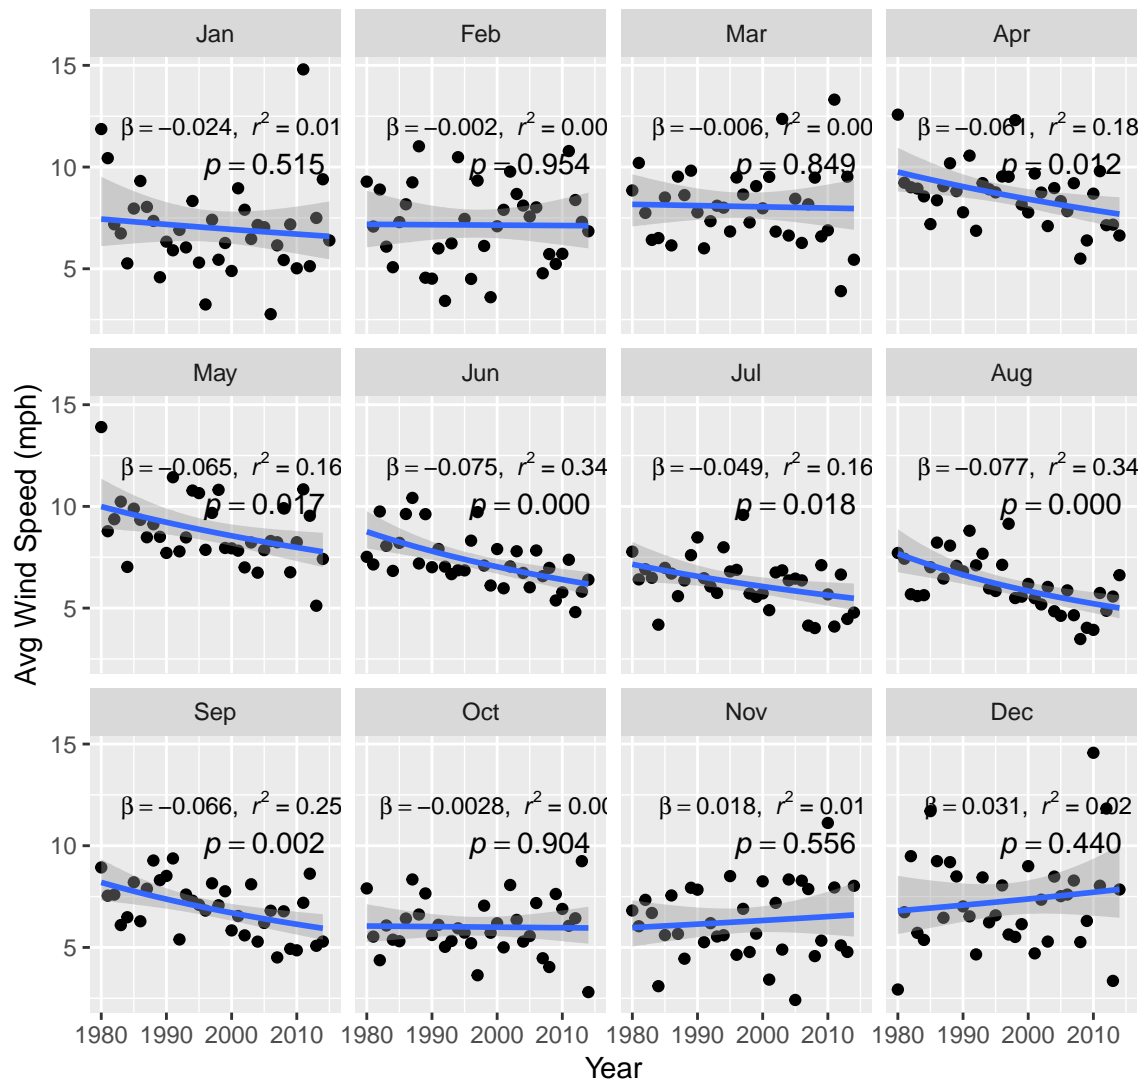 Jan Feb Mar Apr
15
β = −0.024, r² = 0.01 β = −0.002, r² = 0.00 β = −0.006, r² = 0.00 β = −0.061, r² = 0.18
10
p = 0.515 p = 0.954 p = 0.849 p = 0.012
5
May Jun Jul Aug
15
β = −0.065, r² = 0.16 β = −0.075, r² = 0.34 β = −0.049, r² = 0.16 β = −0.077, r² = 0.34
10
p = 0.017 p = 0.000 p = 0.018 p = 0.000
5
Avg Wind Speed (mph)
Sep Oct Nov Dec
15
β = −0.066, r² = 0.25 β = −0.0028, r² = 0.00 β = 0.018, r² = 0.01 β = 0.031, r² = 0.02
10
p = 0.002 p = 0.904 p = 0.556 p = 0.440
5
1980 1990 2000 2010 1980 1990 2000 2010 1980 1990 2000 2010 1980 1990 2000 2010
Year